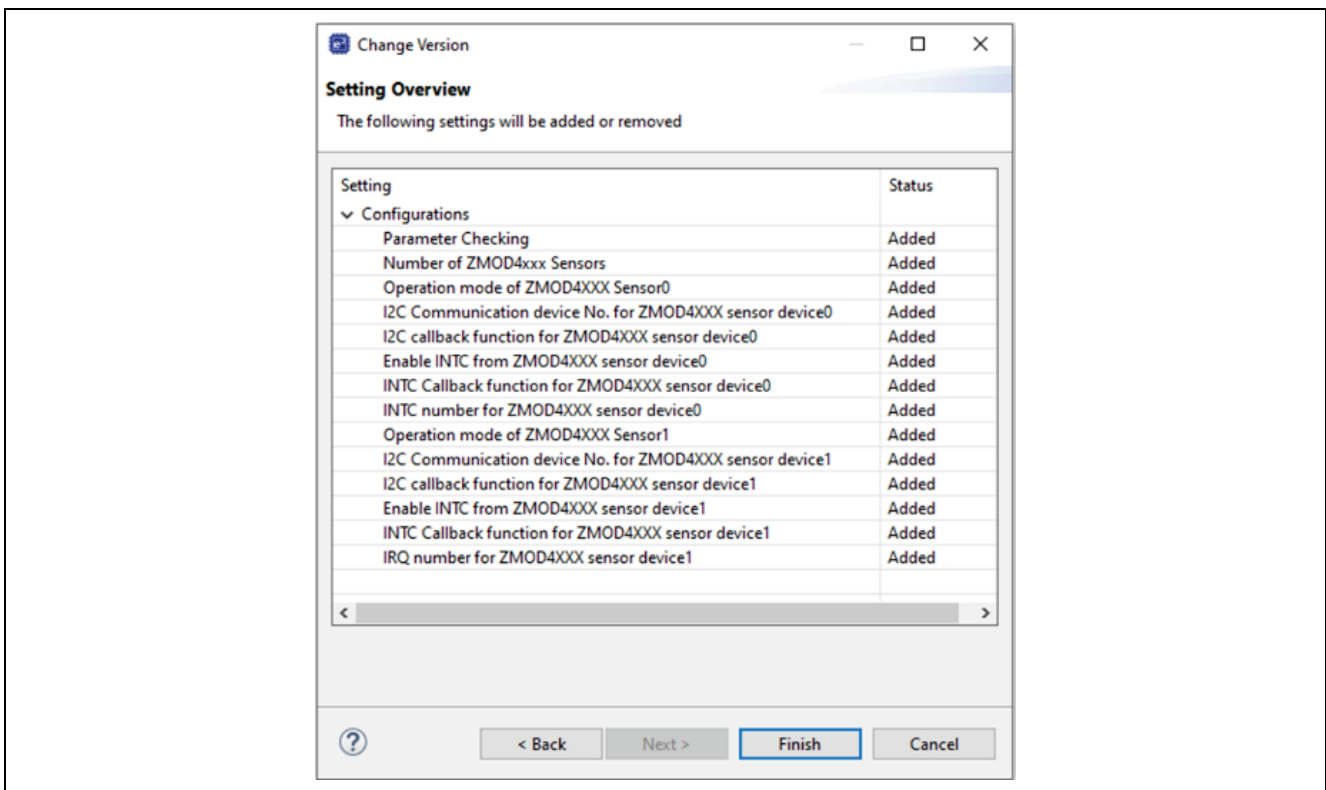 Change Version
Setting Overview
The following settings will be added or removed
Setting Status
Configurations
Parameter Checking Added
Number of ZMOD4xxx Sensors Added
Operation mode of ZMOD4XXX Sensor0 Added
I2C Communication device No. for ZMOD4XXX sensor device0 Added
I2C callback function for ZMOD4XXX sensor device0 Added
Enable INTC from ZMOD4XXX sensor device0 Added
INTC Callback function for ZMOD4XXX sensor device0 Added
INTC number for ZMOD4XXX sensor device0 Added
Operation mode of ZMOD4XXX Sensor1 Added
I2C Communication device No. for ZMOD4XXX sensor device1 Added
I2C callback function for ZMOD4XXX sensor device1 Added
Enable INTC from ZMOD4XXX sensor device1 Added
INTC Callback function for ZMOD4XXX sensor device1 Added
IRQ number for ZMOD4XXX sensor device1 Added
? < Back Next > Finish Cancel